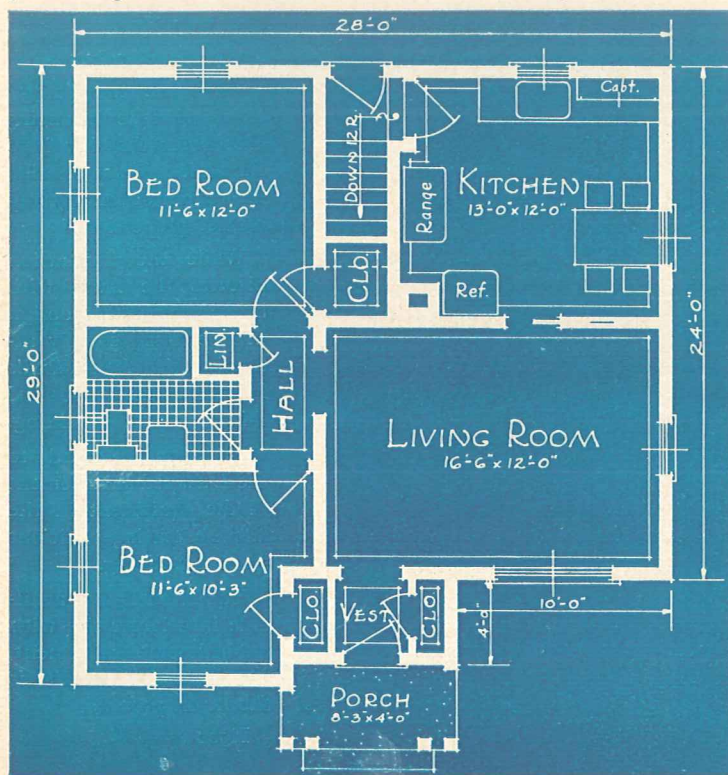 28'-0"
Cabt.
DOWN 12 R.
BED ROOM
11'-6" x 12'-0"
KITCHEN
13'-0" x 12'-0"
Range
CLO.
Ref.
29'-0"
24'-0"
LIN.
HALL
LIVING ROOM
16'-6" x 12'-0"
BED ROOM
11'-6" x 10'-3"
CLO.
VEST.
CLO.
4'-0"
10'-0"
PORCH
8'-3" x 4'-0"